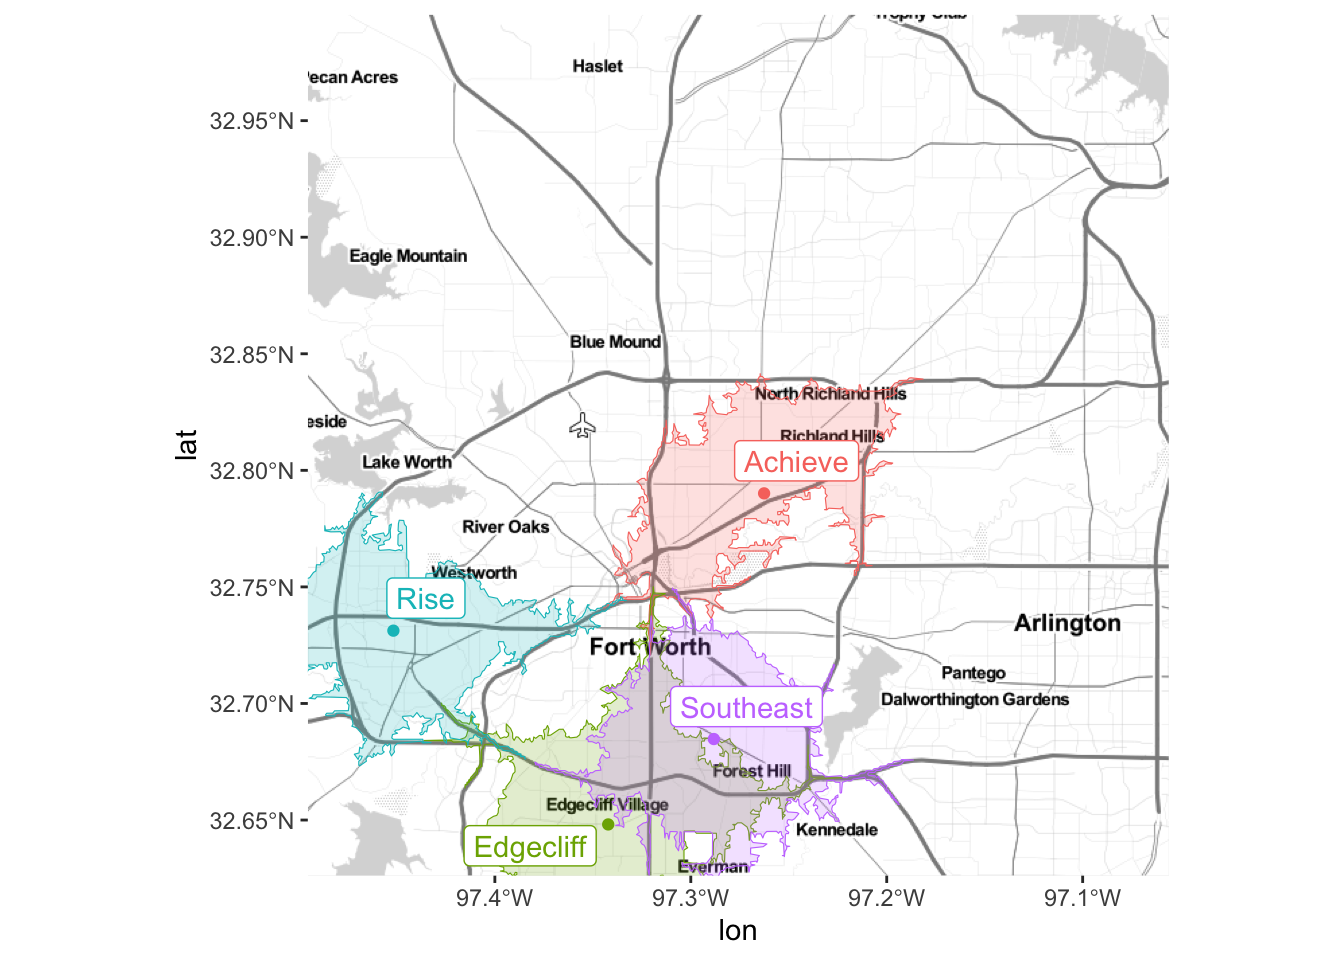 Trophy Club
Haslet
ecan Acres
32.95°N
32.90°N
Eagle Mountain
Blue Mound
32.85°N
North Richland Hills
eside
Richland Hills
lat
Lake Worth
Achieve
32.80°N
River Oaks
Westworth
32.75°N
Rise
Arlington
Fort Worth
Pantego
32.70°N
Dalworthington Gardens
Southeast
Forest Hill
Edgecliff Village
32.65°N
Kennedale
Edgecliff
Everman
97.4°W
97.3°W
97.2°W
97.1°W
lon